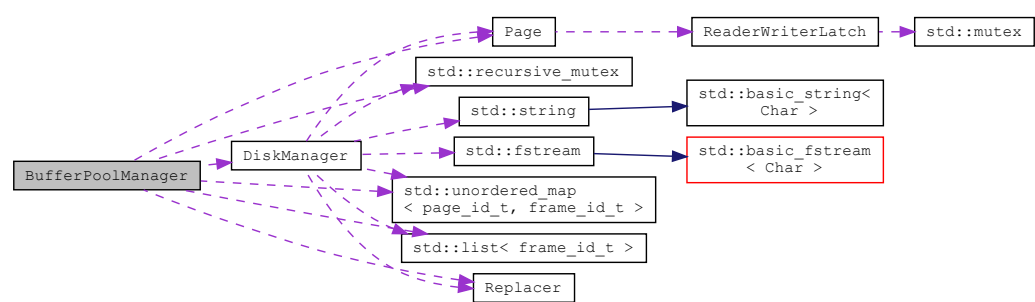 Page
ReaderWriterLatch
std::mutex
std::recursive_mutex
std::string
std::basic_string<
Char >
DiskManager
std::fstream
std::basic_fstream
< Char >
BufferPoolManager
std::unordered_map
< page_id_t, frame_id_t >
std::list< frame_id_t >
Replacer